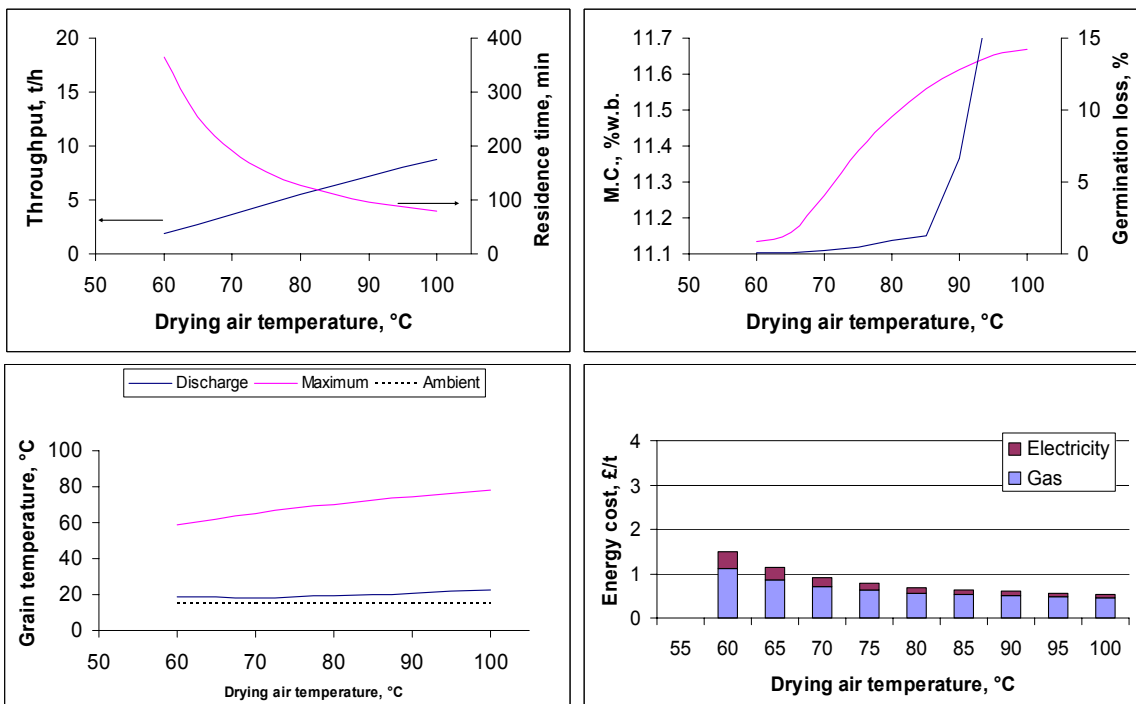 Throughput, t/h
20
15
10
5
0
400
300
200
100
0
Residence time, min
50 60 70 80 90 100
Drying air temperature, °C
M.C., %w.b.
11.7
11.6
11.5
11.4
11.3
11.2
11.1
15
10
5
0
Germination loss, %
50 60 70 80 90 100
Drying air temperature, °C
Discharge Maximum Ambient
Grain temperature, °C
100
80
60
40
20
0
50 60 70 80 90 100
Drying air temperature, °C
Electricity
Gas
Energy cost, £/t
4
3
2
1
0
55 60 65 70 75 80 85 90 95 100
Drying air temperature, °C